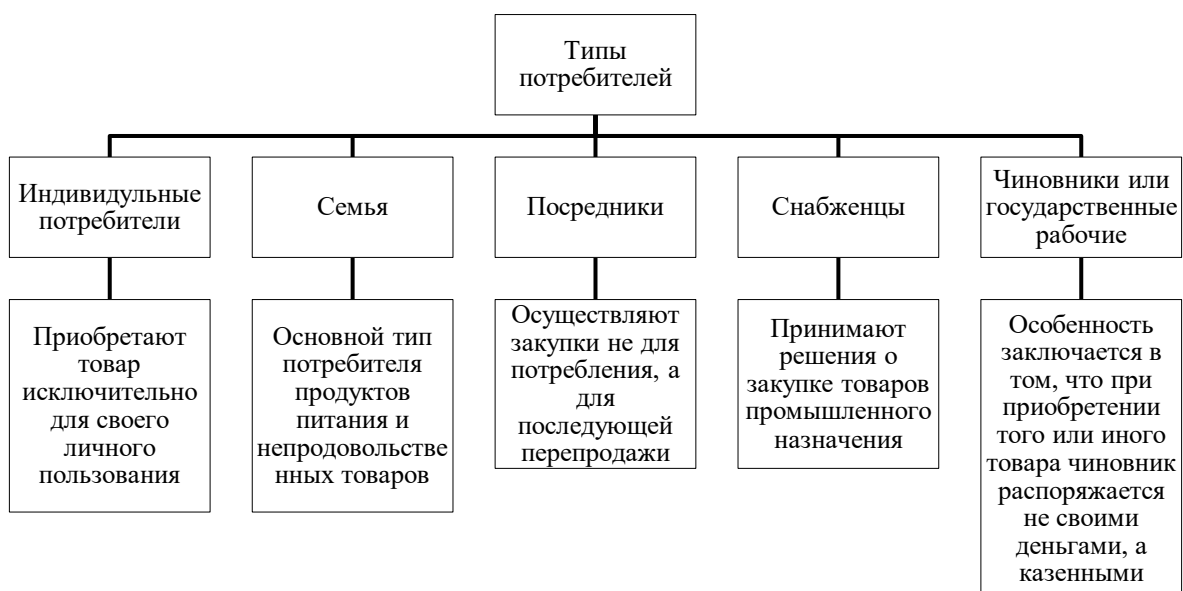 Типы
потребителей
Индивидульные
потребители
Семья
Посредники
Снабженцы
Чиновники или
государственные
рабочие
Приобретают
товар
исключительно
для своего
личного
пользования
Основной тип
потребителя
продуктов
питания и
непродовольстве
нных товаров
Осуществляют
закупки не для
потребления, а
для
последующей
перепродажи
Принимают
решения о
закупке товаров
промышленного
назначения
Особенность
заключается в
том, что при
приобретении
того или иного
товара чиновник
распоряжается
не своими
деньгами, а
казенными